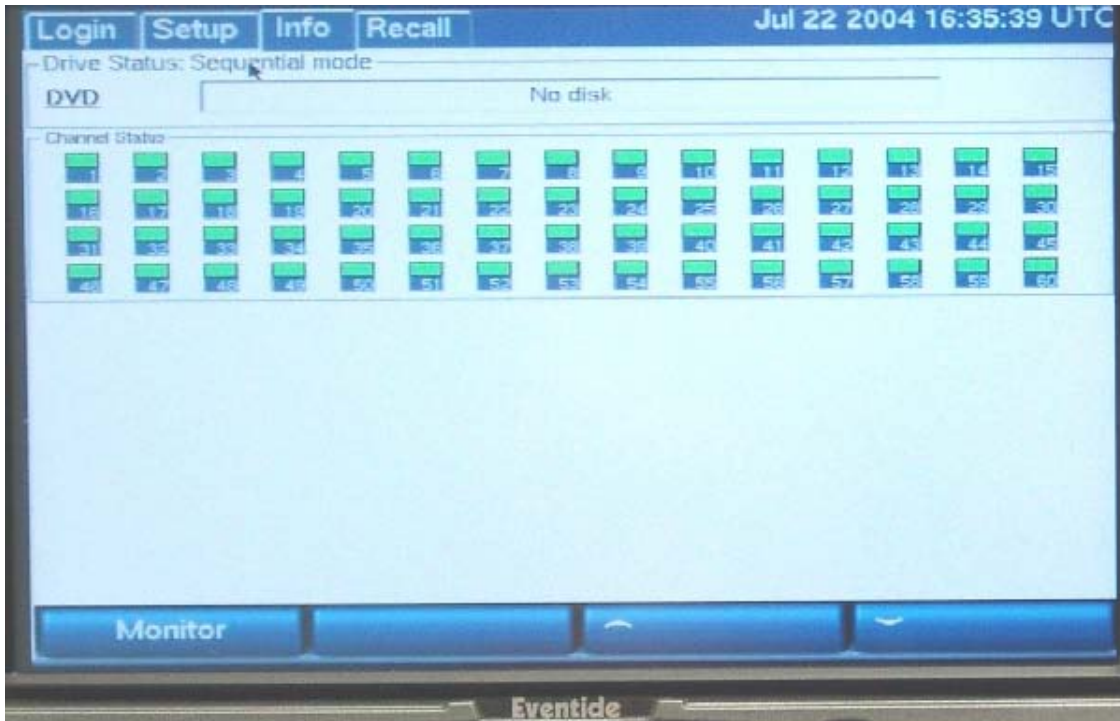 Login Setup Info Recall Jul 22 2004 16:35:39 UTC
Drive Status: Sequential mode
DVD No disk
Channel Status
1 2 3 4 5 6 7 8 9 10 11 12 13 14 15
16 17 18 19 20 21 22 23 24 25 26 27 28 29 30
31 32 33 34 35 36 37 38 39 40 41 42 43 44 45
46 47 48 49 50 51 52 53 54 55 56 57 58 59 60
Monitor
Eventide